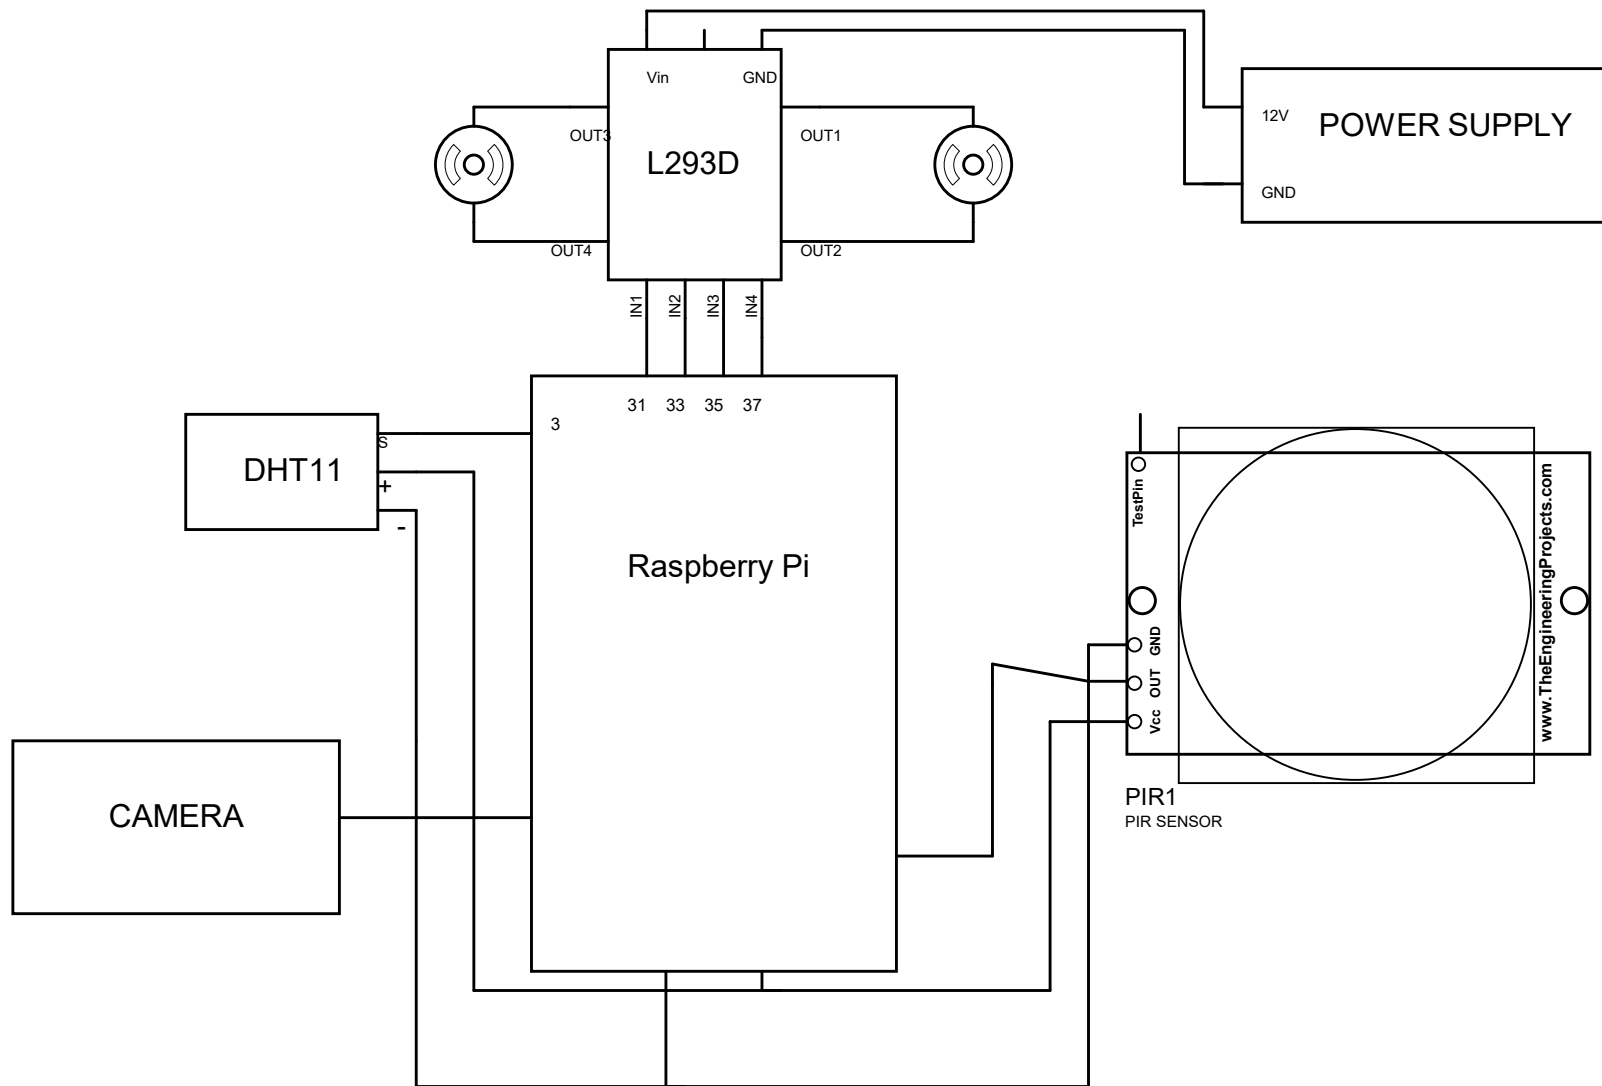 Vin
GND
12V
POWER SUPPLY
OUT3
OUT1
L293D
GND
OUT4
OUT2
IN1
IN2
IN3
IN4
31
33
35
37
3
S
DHT11
+
-
Raspberry Pi
TestPin
www.TheEngineeringProjects.com
GND
OUT
Vcc
CAMERA
PIR1
PIR SENSOR